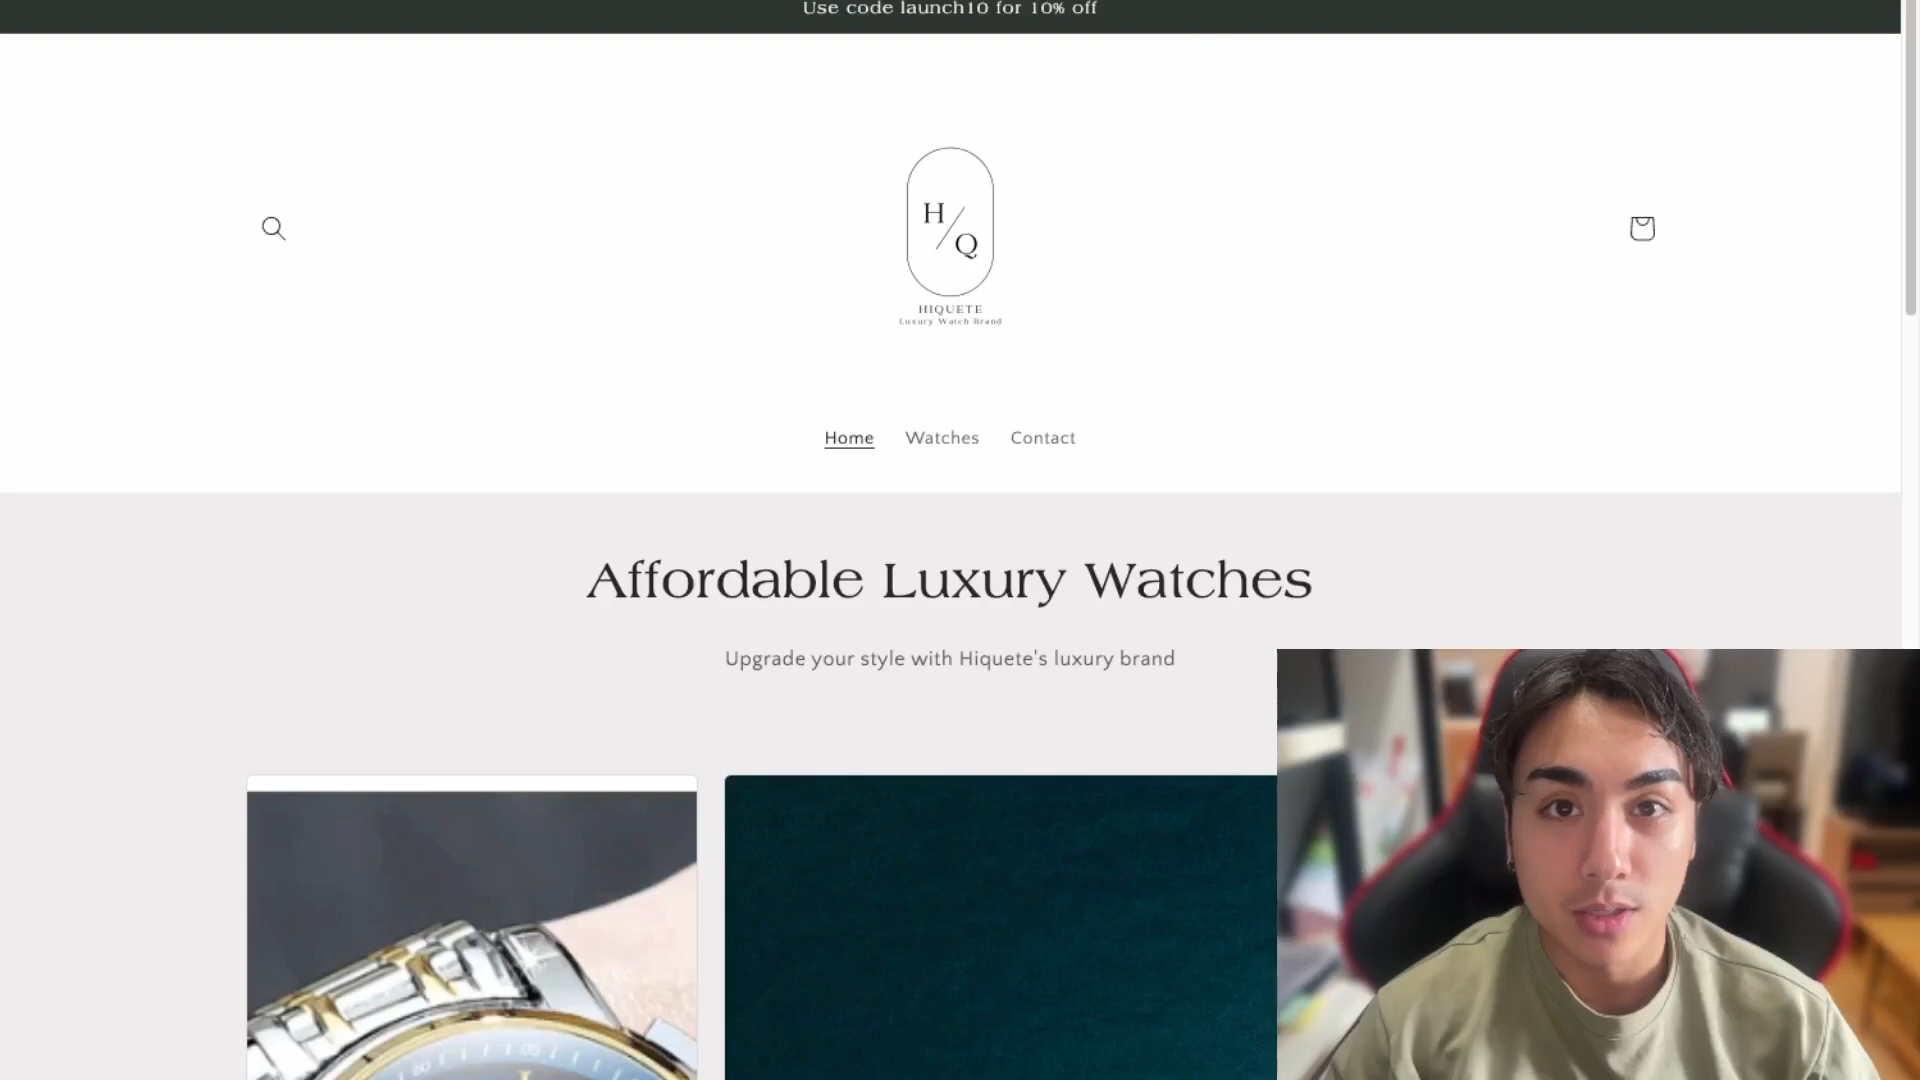 Use code launch10 for 10% off
H/Q
HIQUETE
Luxury Watch Brand
Home Watches Contact
Affordable Luxury Watches
Upgrade your style with Hiquete's luxury brand